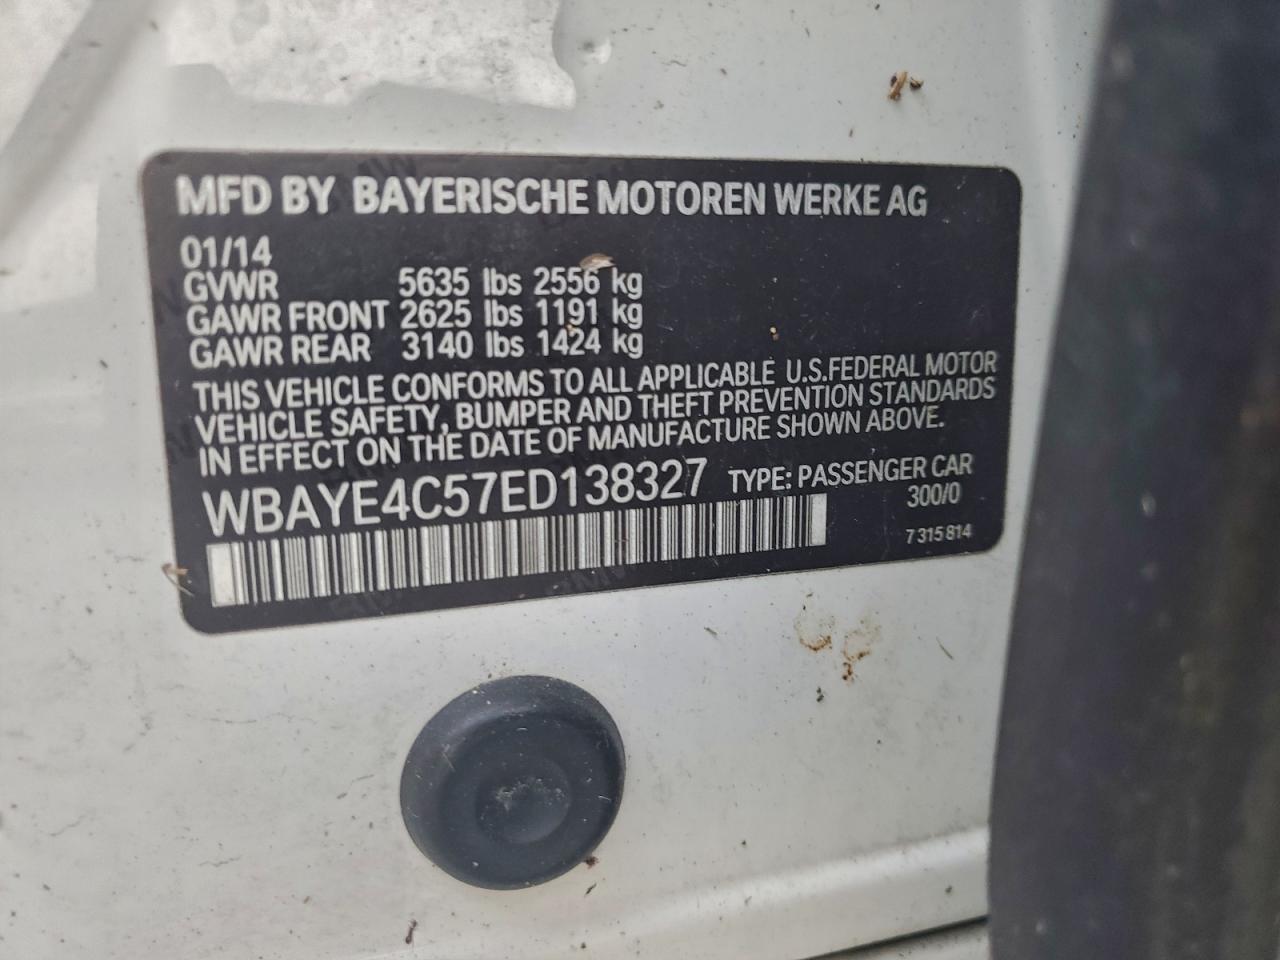 MFD BY BAYERISCHE MOTOREN WERKE AG
01/14
GVWR 5635 lbs 2556 kg
GAWR FRONT 2625 lbs 1191 kg
GAWR REAR 3140 lbs 1424 kg
THIS VEHICLE CONFORMS TO ALL APPLICABLE U.S.FEDERAL MOTOR
VEHICLE SAFETY, BUMPER AND THEFT PREVENTION STANDARDS
IN EFFECT ON THE DATE OF MANUFACTURE SHOWN ABOVE.
WBAYE4C57ED138327 TYPE: PASSENGER CAR
300/0
7 315 814